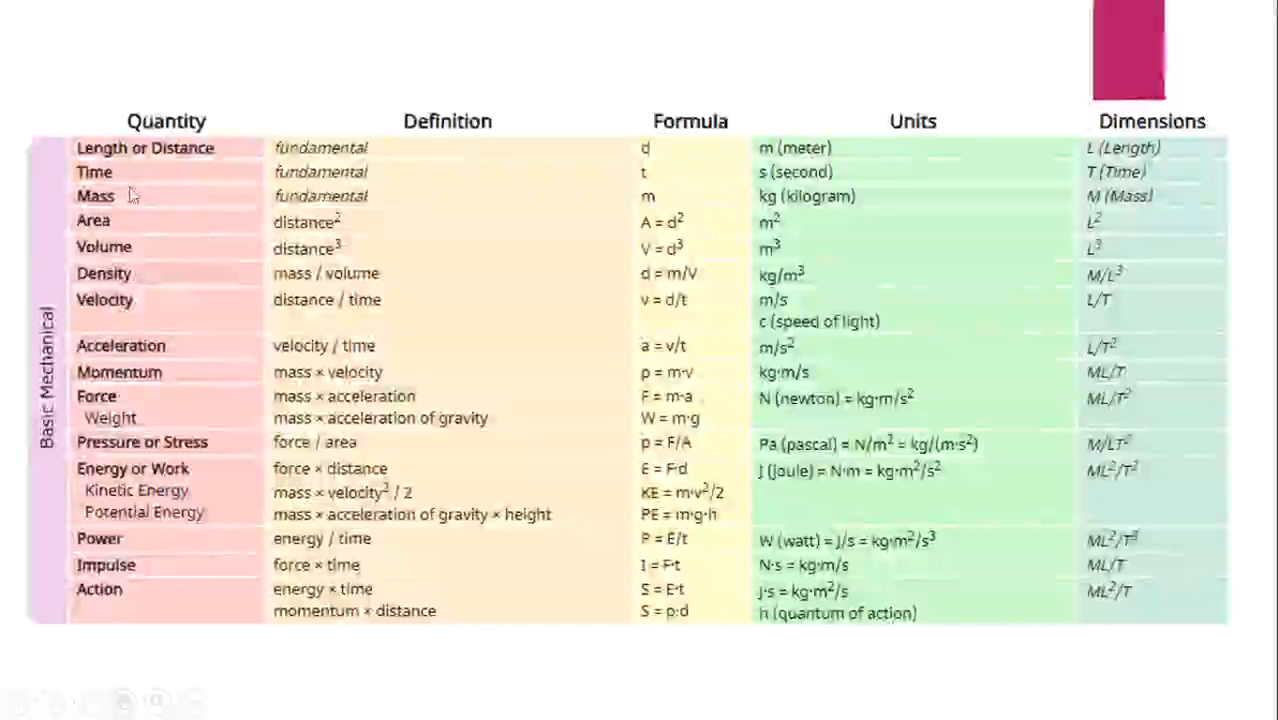 Quantity Definition Formula Units Dimensions
Basic Mechanical
Length or Distance fundamental d m (meter) L (Length)
Time fundamental t s (second) T (Time)
Mass fundamental m kg (kilogram) M (Mass)
Area distance² A = d² m² L²
Volume distance³ V = d³ m³ L³
Density mass / volume d = m/V kg/m³ M/L³
Velocity distance / time v = d/t m/s L/T
c (speed of light)
Acceleration velocity / time a = v/t m/s² L/T²
Momentum mass × velocity p = m·v kg·m/s ML/T
Force mass × acceleration F = m·a N (newton) = kg·m/s² ML/T²
Weight mass × acceleration of gravity W = m·g
Pressure or Stress force / area p = F/A Pa (pascal) = N/m² = kg/(m·s²) M/LT²
Energy or Work force × distance E = F·d J (joule) = N·m = kg·m²/s² ML²/T²
Kinetic Energy mass × velocity² / 2 KE = m·v²/2
Potential Energy mass × acceleration of gravity × height PE = m·g·h
Power energy / time P = E/t W (watt) = J/s = kg·m²/s³ ML²/T³
Impulse force × time I = F·t N·s = kg·m/s ML/T
Action energy × time S = E·t J·s = kg·m²/s ML²/T
momentum × distance S = p·d h (quantum of action)